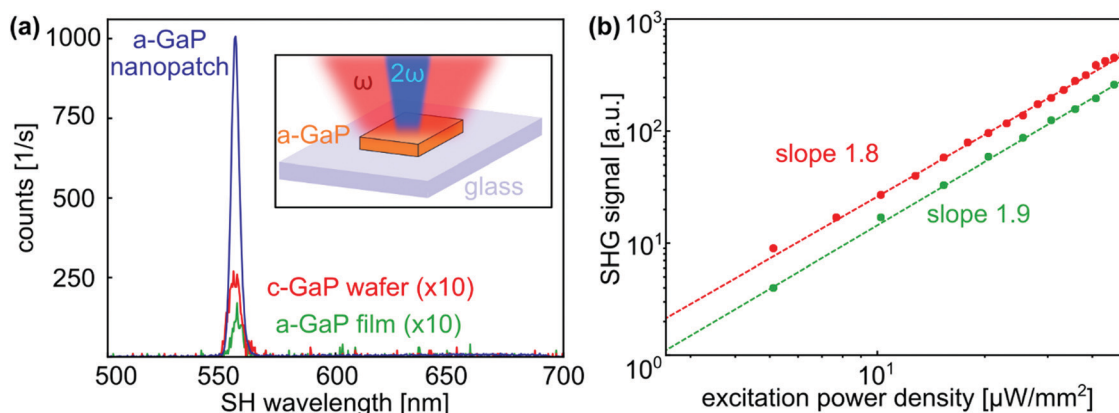 (a)
1000
750
500
250
counts [1/s]
a-GaP
nanopatch
ω
2ω
a-GaP
glass
c-GaP wafer (x10)
a-GaP film (x10)
500
550
600
650
700
SH wavelength [nm]
(b)
10³
10²
10¹
10⁰
SHG signal [a.u.]
slope 1.8
slope 1.9
10¹
excitation power density [µW/mm²]